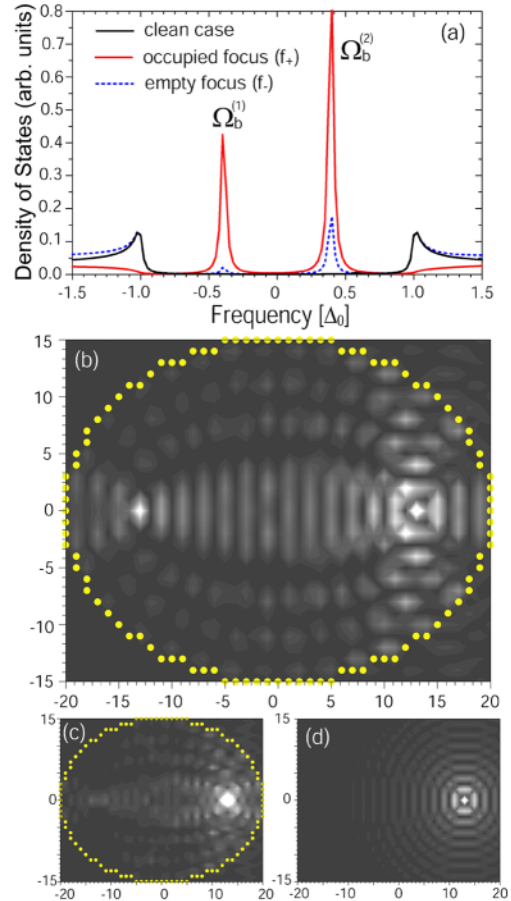 0.8
(a)
clean case
occupied focus (f₊)
empty focus (f₋)
Ω_b^(1)
Ω_b^(2)
Density of States (arb. units)
0.7
0.6
0.5
0.4
0.3
0.2
0.1
0.0
-1.5 -1.0 -0.5 0.0 0.5 1.0 1.5
Frequency [Δ₀]
(b)
15
10
5
0
-5
-10
-15
-20 -15 -10 -5 0 5 10 15 20
(c)
15
0
-15
-20 -10 0 10 20
(d)
15
0
-15
-20 -10 0 10 20